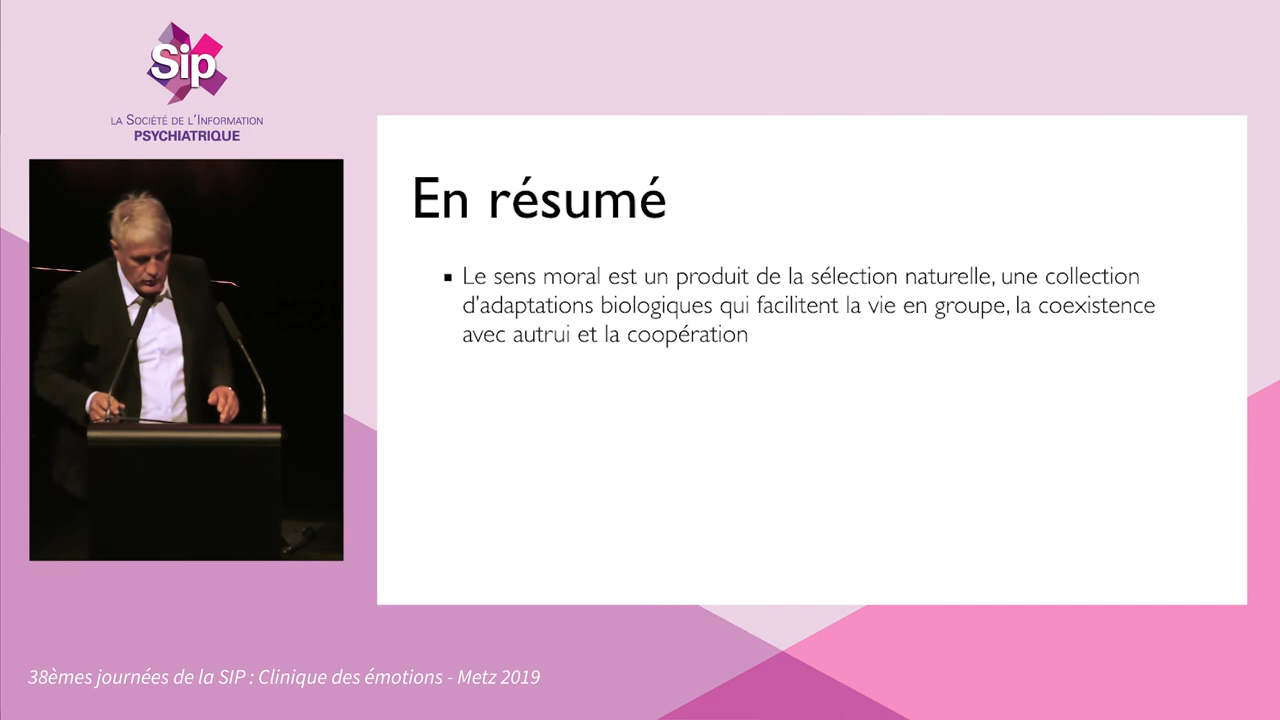 Sip
LA SOCIÉTÉ DE L'INFORMATION
PSYCHIATRIQUE
En résumé
▪ Le sens moral est un produit de la sélection naturelle, une collection
d'adaptations biologiques qui facilitent la vie en groupe, la coexistence
avec autrui et la coopération
38èmes journées de la SIP : Clinique des émotions - Metz 2019